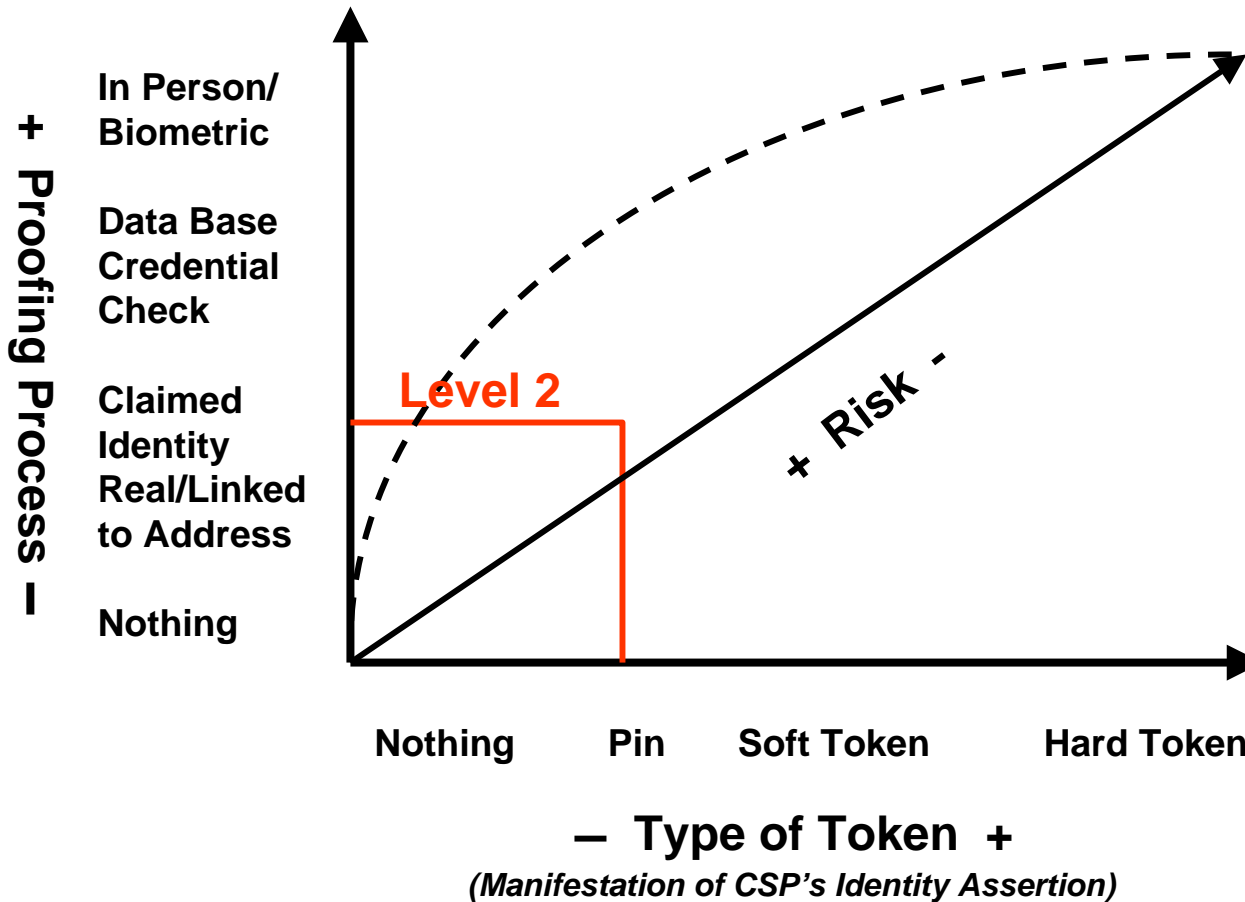 + Proofing Process –
In Person/
Biometric
Data Base
Credential
Check
Claimed
Identity
Real/Linked
to Address
Nothing
Level 2
+ Risk -
Nothing Pin Soft Token Hard Token
– Type of Token +
(Manifestation of CSP's Identity Assertion)